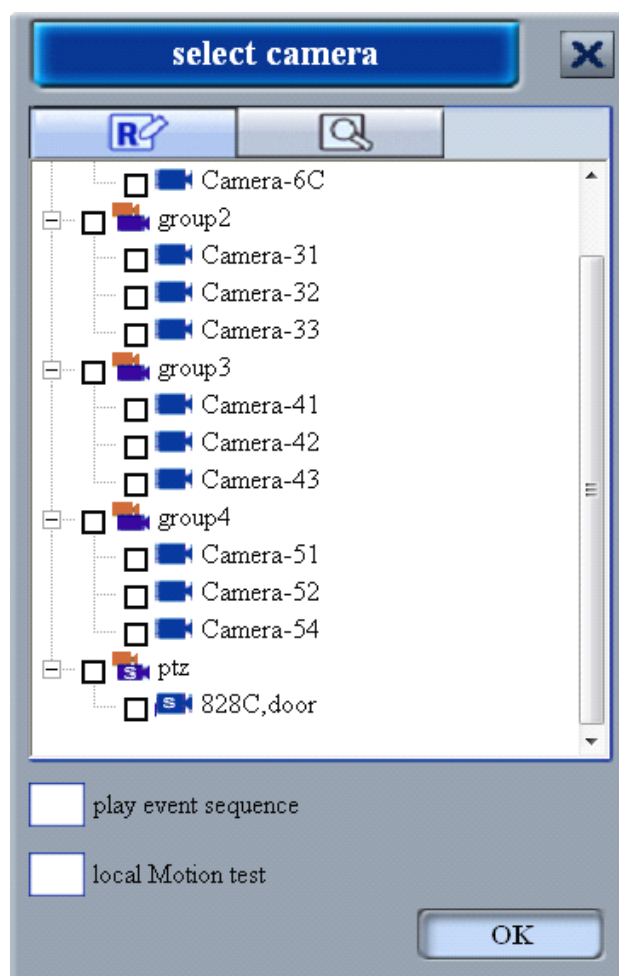 select camera
R
Camera-6C
group2
Camera-31
Camera-32
Camera-33
group3
Camera-41
Camera-42
Camera-43
group4
Camera-51
Camera-52
Camera-54
S ptz
S 828C,door
play event sequence
local Motion test
OK